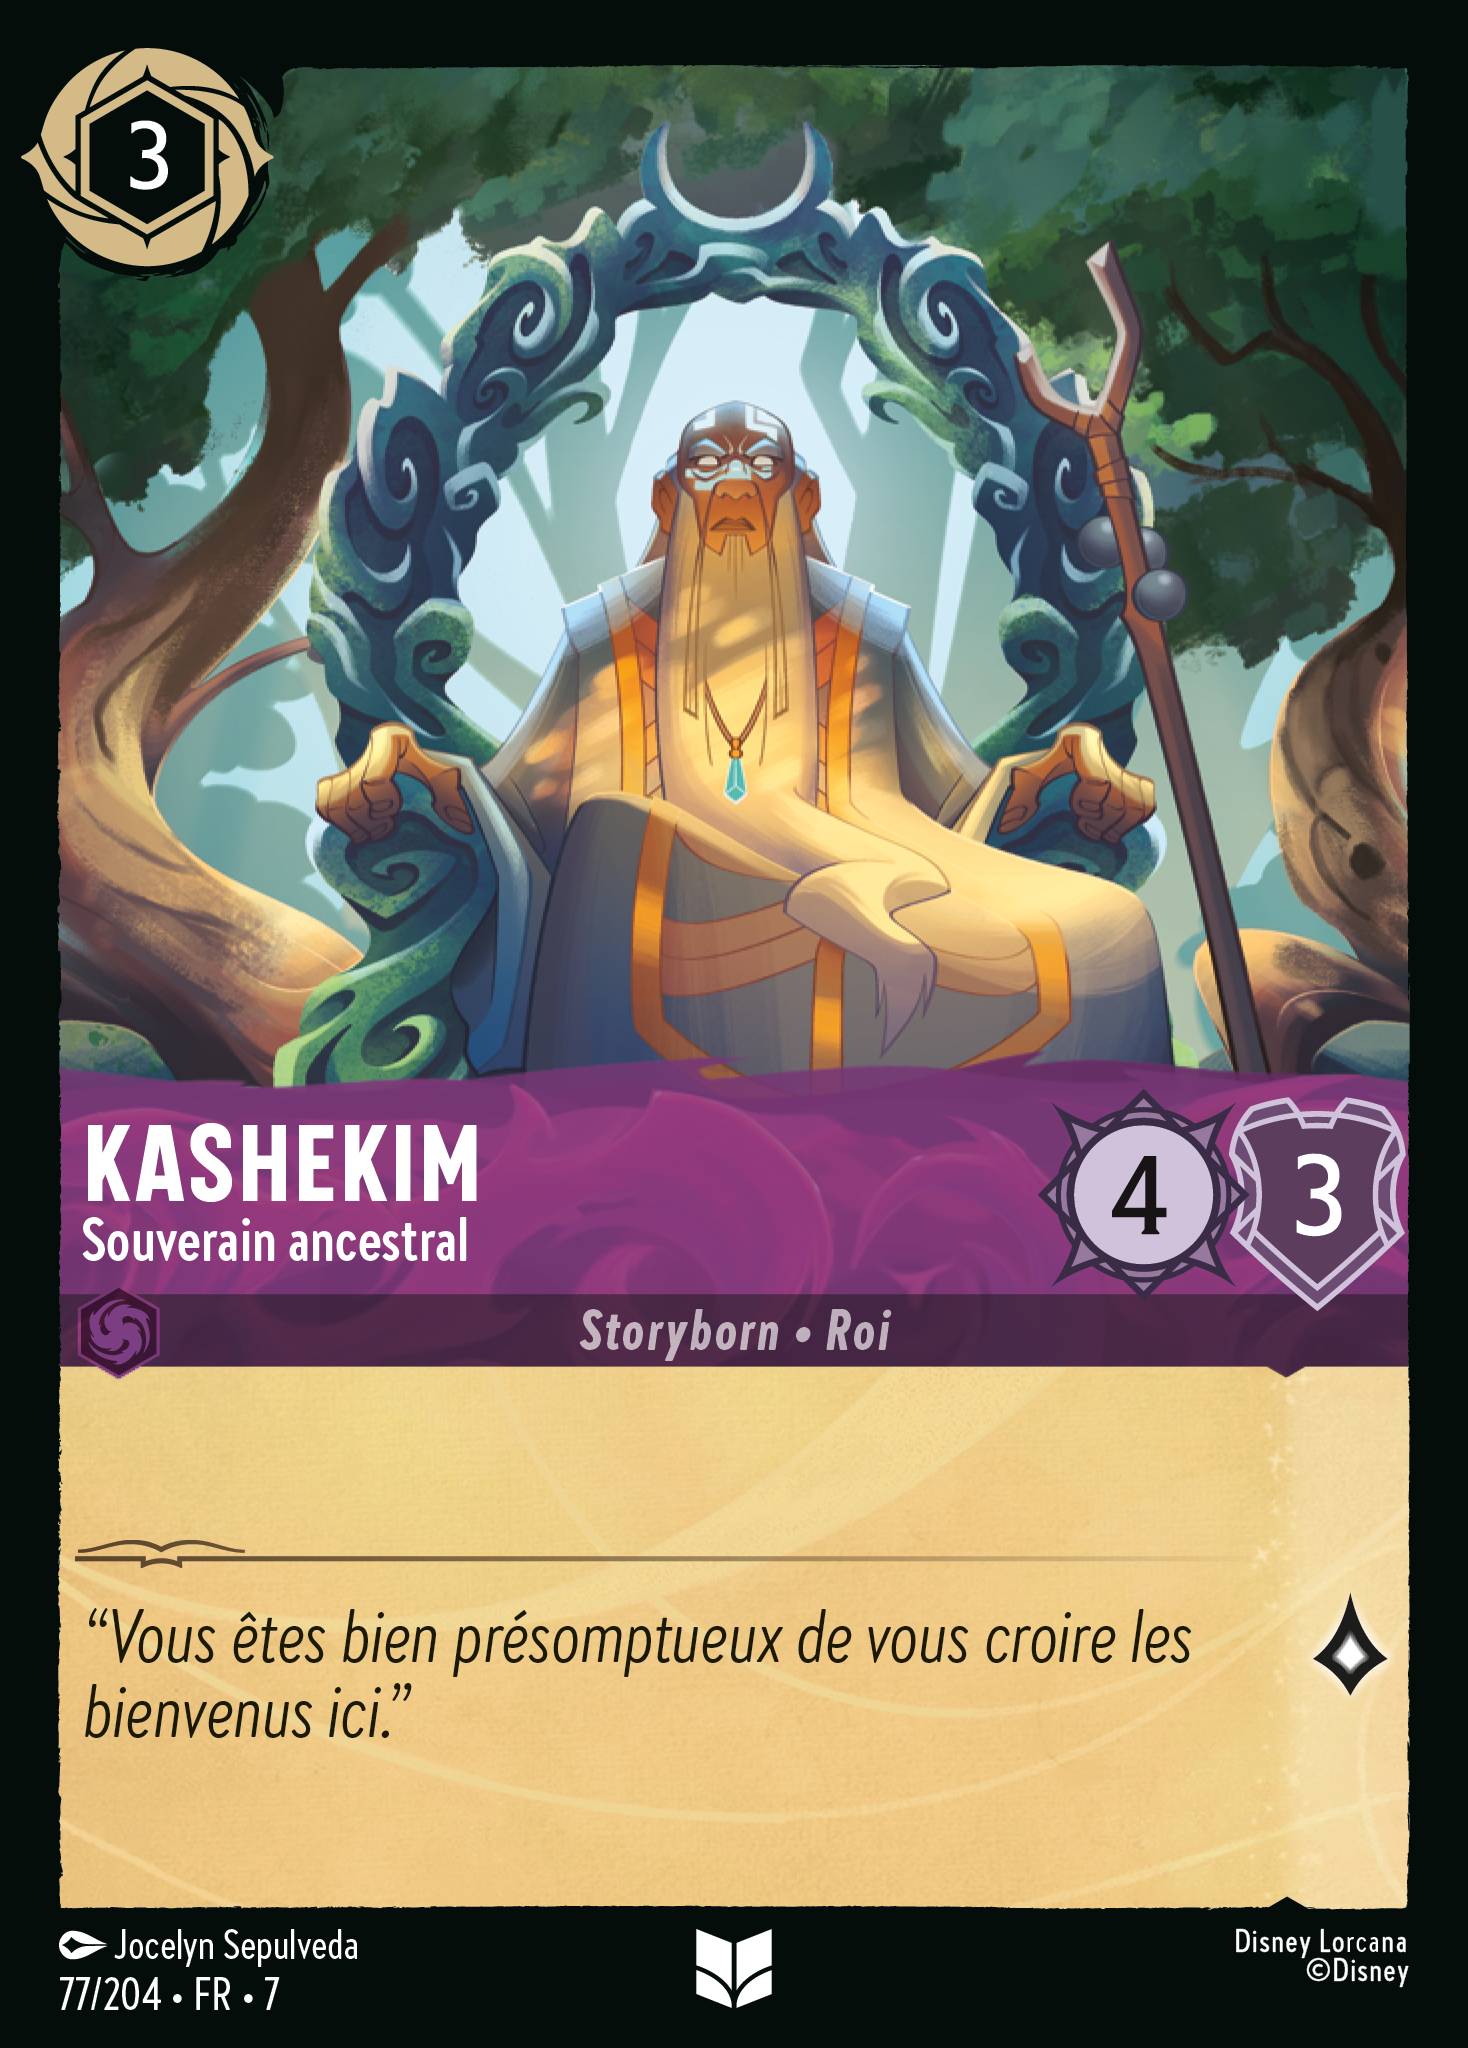 3
KASHEKIM
Souverain ancestral
4
3
Storyborn • Roi
“Vous êtes bien présomptueux de vous croire les
bienvenus ici.”
Jocelyn Sepulveda
77/204 • FR • 7
Disney Lorcana
©Disney